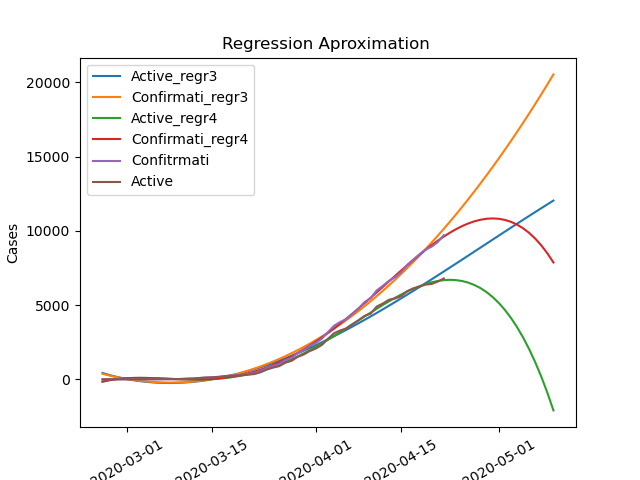 Regression Aproximation
Active_regr3
Confirmati_regr3
Active_regr4
Confirmati_regr4
Confitrmati
Active
20000
15000
10000
5000
0
Cases
2020-03-01
2020-03-15
2020-04-01
2020-04-15
2020-05-01